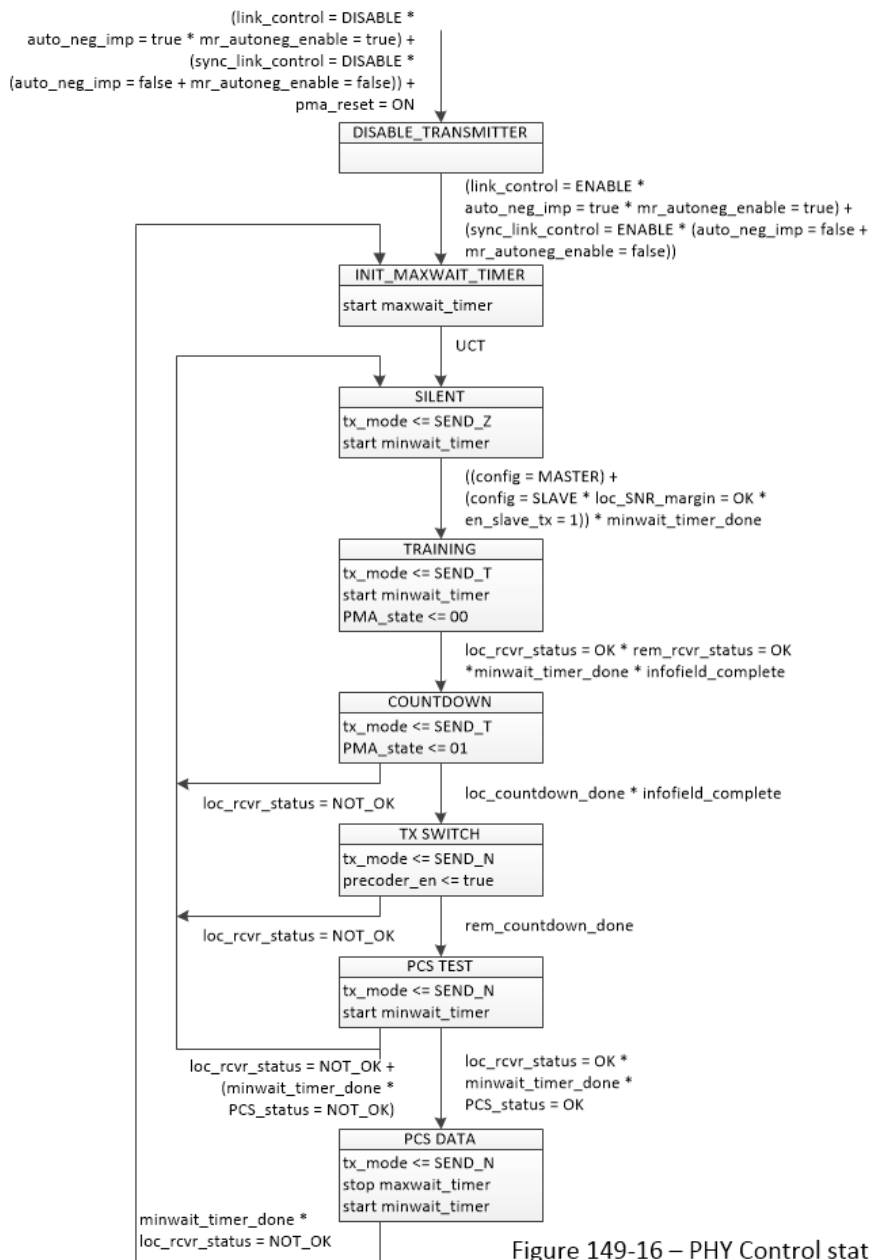 (link_control = DISABLE *
auto_neg_imp = true * mr_autoneg_enable = true) +
(sync_link_control = DISABLE *
(auto_neg_imp = false + mr_autoneg_enable = false)) +
pma_reset = ON
DISABLE_TRANSMITTER
(link_control = ENABLE *
auto_neg_imp = true * mr_autoneg_enable = true) +
(sync_link_control = ENABLE * (auto_neg_imp = false +
mr_autoneg_enable = false))
INIT_MAXWAIT_TIMER
start maxwait_timer
UCT
SILENT
tx_mode <= SEND_Z
start minwait_timer
((config = MASTER) +
(config = SLAVE * loc_SNR_margin = OK *
en_slave_tx = 1)) * minwait_timer_done
TRAINING
tx_mode <= SEND_T
start minwait_timer
PMA_state <= 00
loc_rcvr_status = OK * rem_rcvr_status = OK
*minwait_timer_done * infofield_complete
COUNTDOWN
tx_mode <= SEND_T
PMA_state <= 01
loc_rcvr_status = NOT_OK
loc_countdown_done * infofield_complete
TX SWITCH
tx_mode <= SEND_N
precoder_en <= true
loc_rcvr_status = NOT_OK
rem_countdown_done
PCS TEST
tx_mode <= SEND_N
start minwait_timer
loc_rcvr_status = NOT_OK +
(minwait_timer_done *
PCS_status = NOT_OK)
loc_rcvr_status = OK *
minwait_timer_done *
PCS_status = OK
PCS DATA
tx_mode <= SEND_N
stop maxwait_timer
start minwait_timer
minwait_timer_done *
loc_rcvr_status = NOT_OK
Figure 149-16 – PHY Control stat